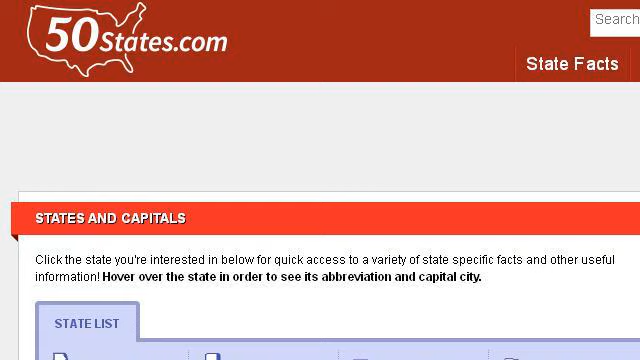 50States.com
Search
State Facts
STATES AND CAPITALS
Click the state you're interested in below for quick access to a variety of state specific facts and other useful
information! Hover over the state in order to see its abbreviation and capital city.
STATE LIST